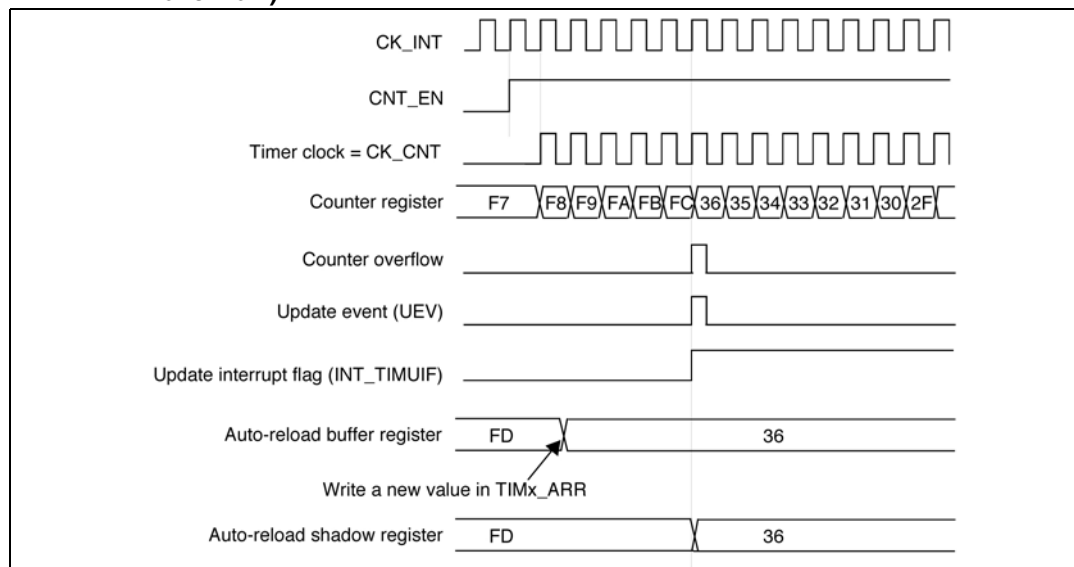 CK_INT
CNT_EN
Timer clock = CK_CNT
Counter register F7 F8 F9 FA FB FC 36 35 34 33 32 31 30 2F
Counter overflow
Update event (UEV)
Update interrupt flag (INT_TIMUIF)
Auto-reload buffer register FD 36
Write a new value in TIMx_ARR
Auto-reload shadow register FD 36